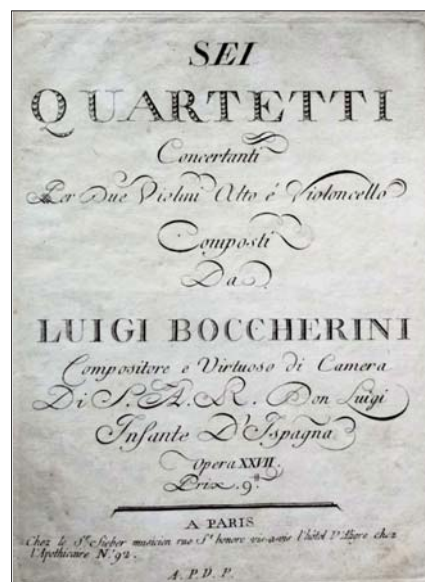 SEI
QUARTETTI
Concertanti
Per Due Violini Alto é Violoncello
Composti
Da
LUIGI BOCCHERINI
Compositore e Virtuoso di Camera
Di S. A. R. Don Luigi
Infante D'Ispagna
Opera XXVII.
Prix. 9.tt
A PARIS
Chez le Sr. Sieber musicien rue St. honore vis-a-vis l'hôtel D'Aligre chez
l'Apothicaire N.° 92.
A. P. D. P.